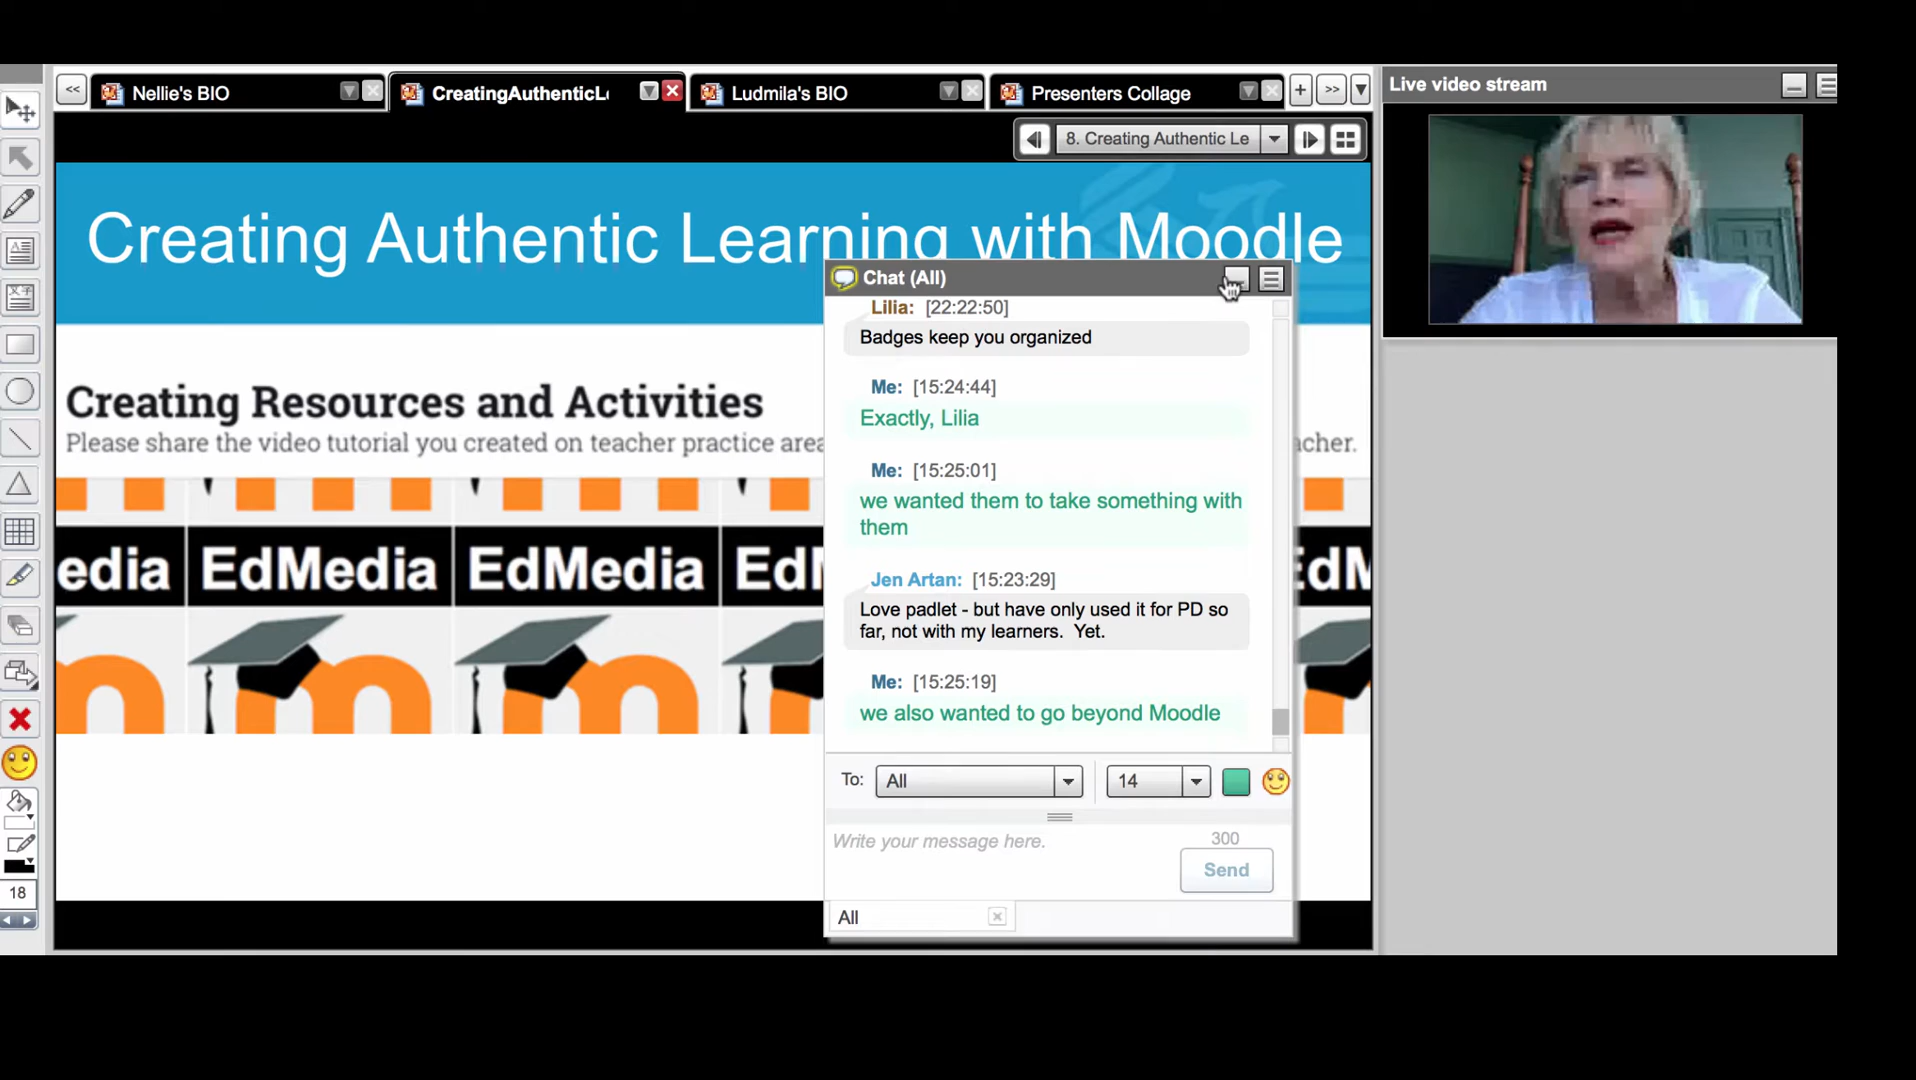 <<
Nellie's BIO
CreatingAuthenticLe
Ludmila's BIO
Presenters Collage
+
>>
Live video stream
8. Creating Authentic Le
Creating Authentic Learning with Moodle
Creating Resources and Activities
Please share the video tutorial you created on teacher practice area
acher.
edia
EdMedia
EdMedia
Ed
EdM
Chat (All)
Lilia: [22:22:50]
Badges keep you organized
Me: [15:24:44]
Exactly, Lilia
Me: [15:25:01]
we wanted them to take something with
them
Jen Artan: [15:23:29]
Love padlet - but have only used it for PD so
far, not with my learners. Yet.
Me: [15:25:19]
we also wanted to go beyond Moodle
To: All
14
Write your message here.
300
Send
All
18